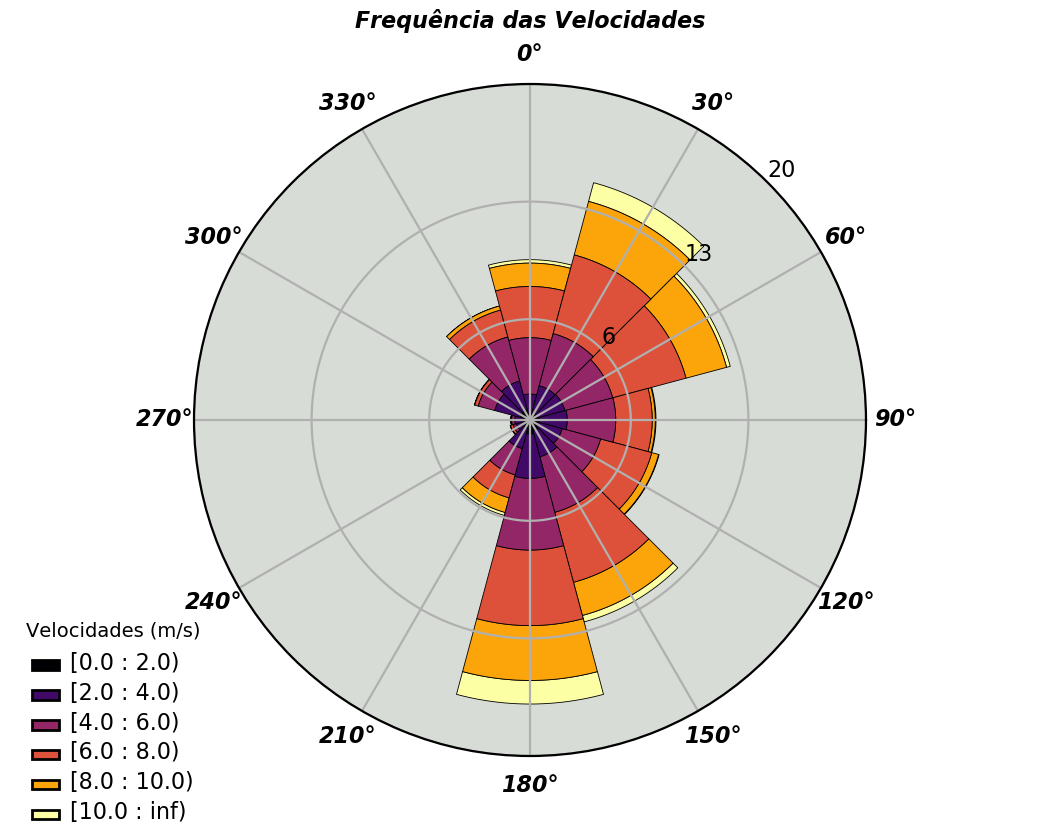 Frequência das Velocidades
0°
330°
30°
20
300°
60°
13
6
270°
90°
240°
120°
210°
150°
180°
Velocidades (m/s)
[0.0 : 2.0)
[2.0 : 4.0)
[4.0 : 6.0)
[6.0 : 8.0)
[8.0 : 10.0)
[10.0 : inf)